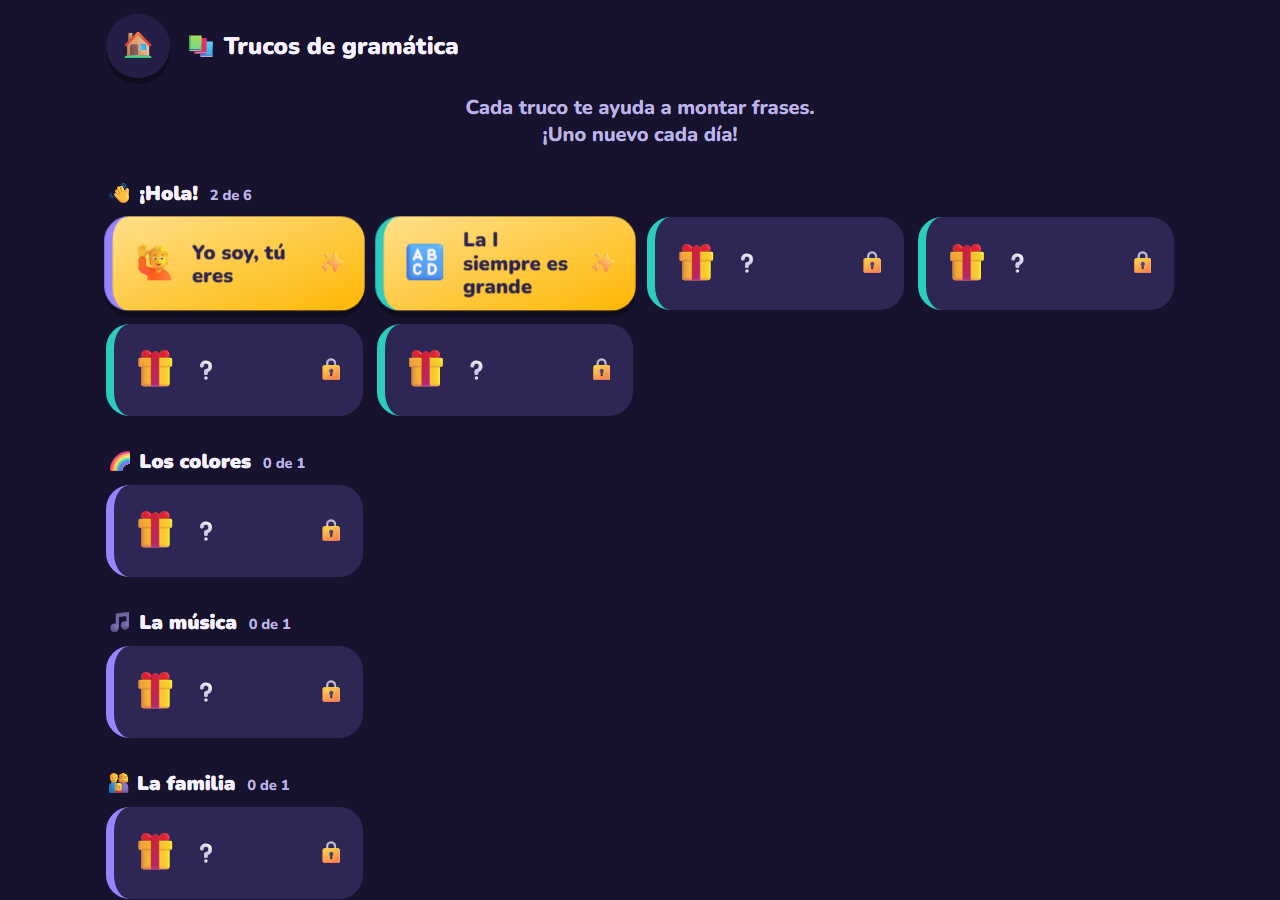 Trucos de gramática
Cada truco te ayuda a montar frases.
¡Uno nuevo cada día!
¡Hola! 2 de 6
Yo soy, tú
eres
ABCD
La I
siempre es
grande
?
?
?
?
Los colores 0 de 1
?
La música 0 de 1
?
La familia 0 de 1
?